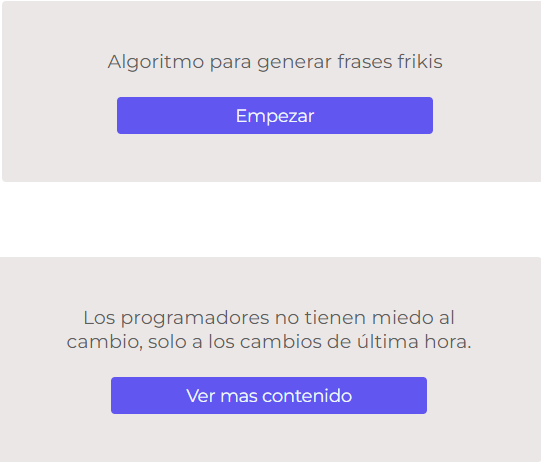 Algoritmo para generar frases frikis
Empezar
Los programadores no tienen miedo al
cambio, solo a los cambios de última hora.
Ver mas contenido